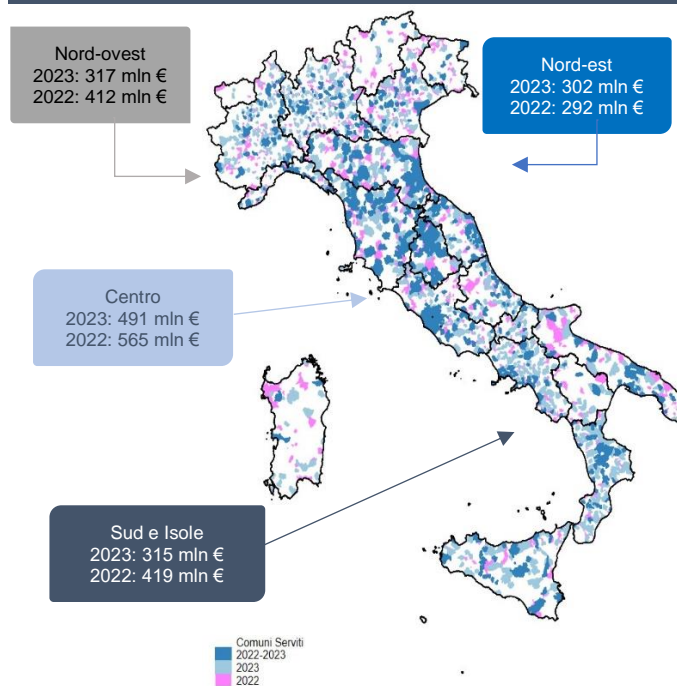 Nord-ovest
2023: 317 mln €
2022: 412 mln €
Nord-est
2023: 302 mln €
2022: 292 mln €
Centro
2023: 491 mln €
2022: 565 mln €
Sud e Isole
2023: 315 mln €
2022: 419 mln €
Comuni Serviti
2022-2023
2023
2022